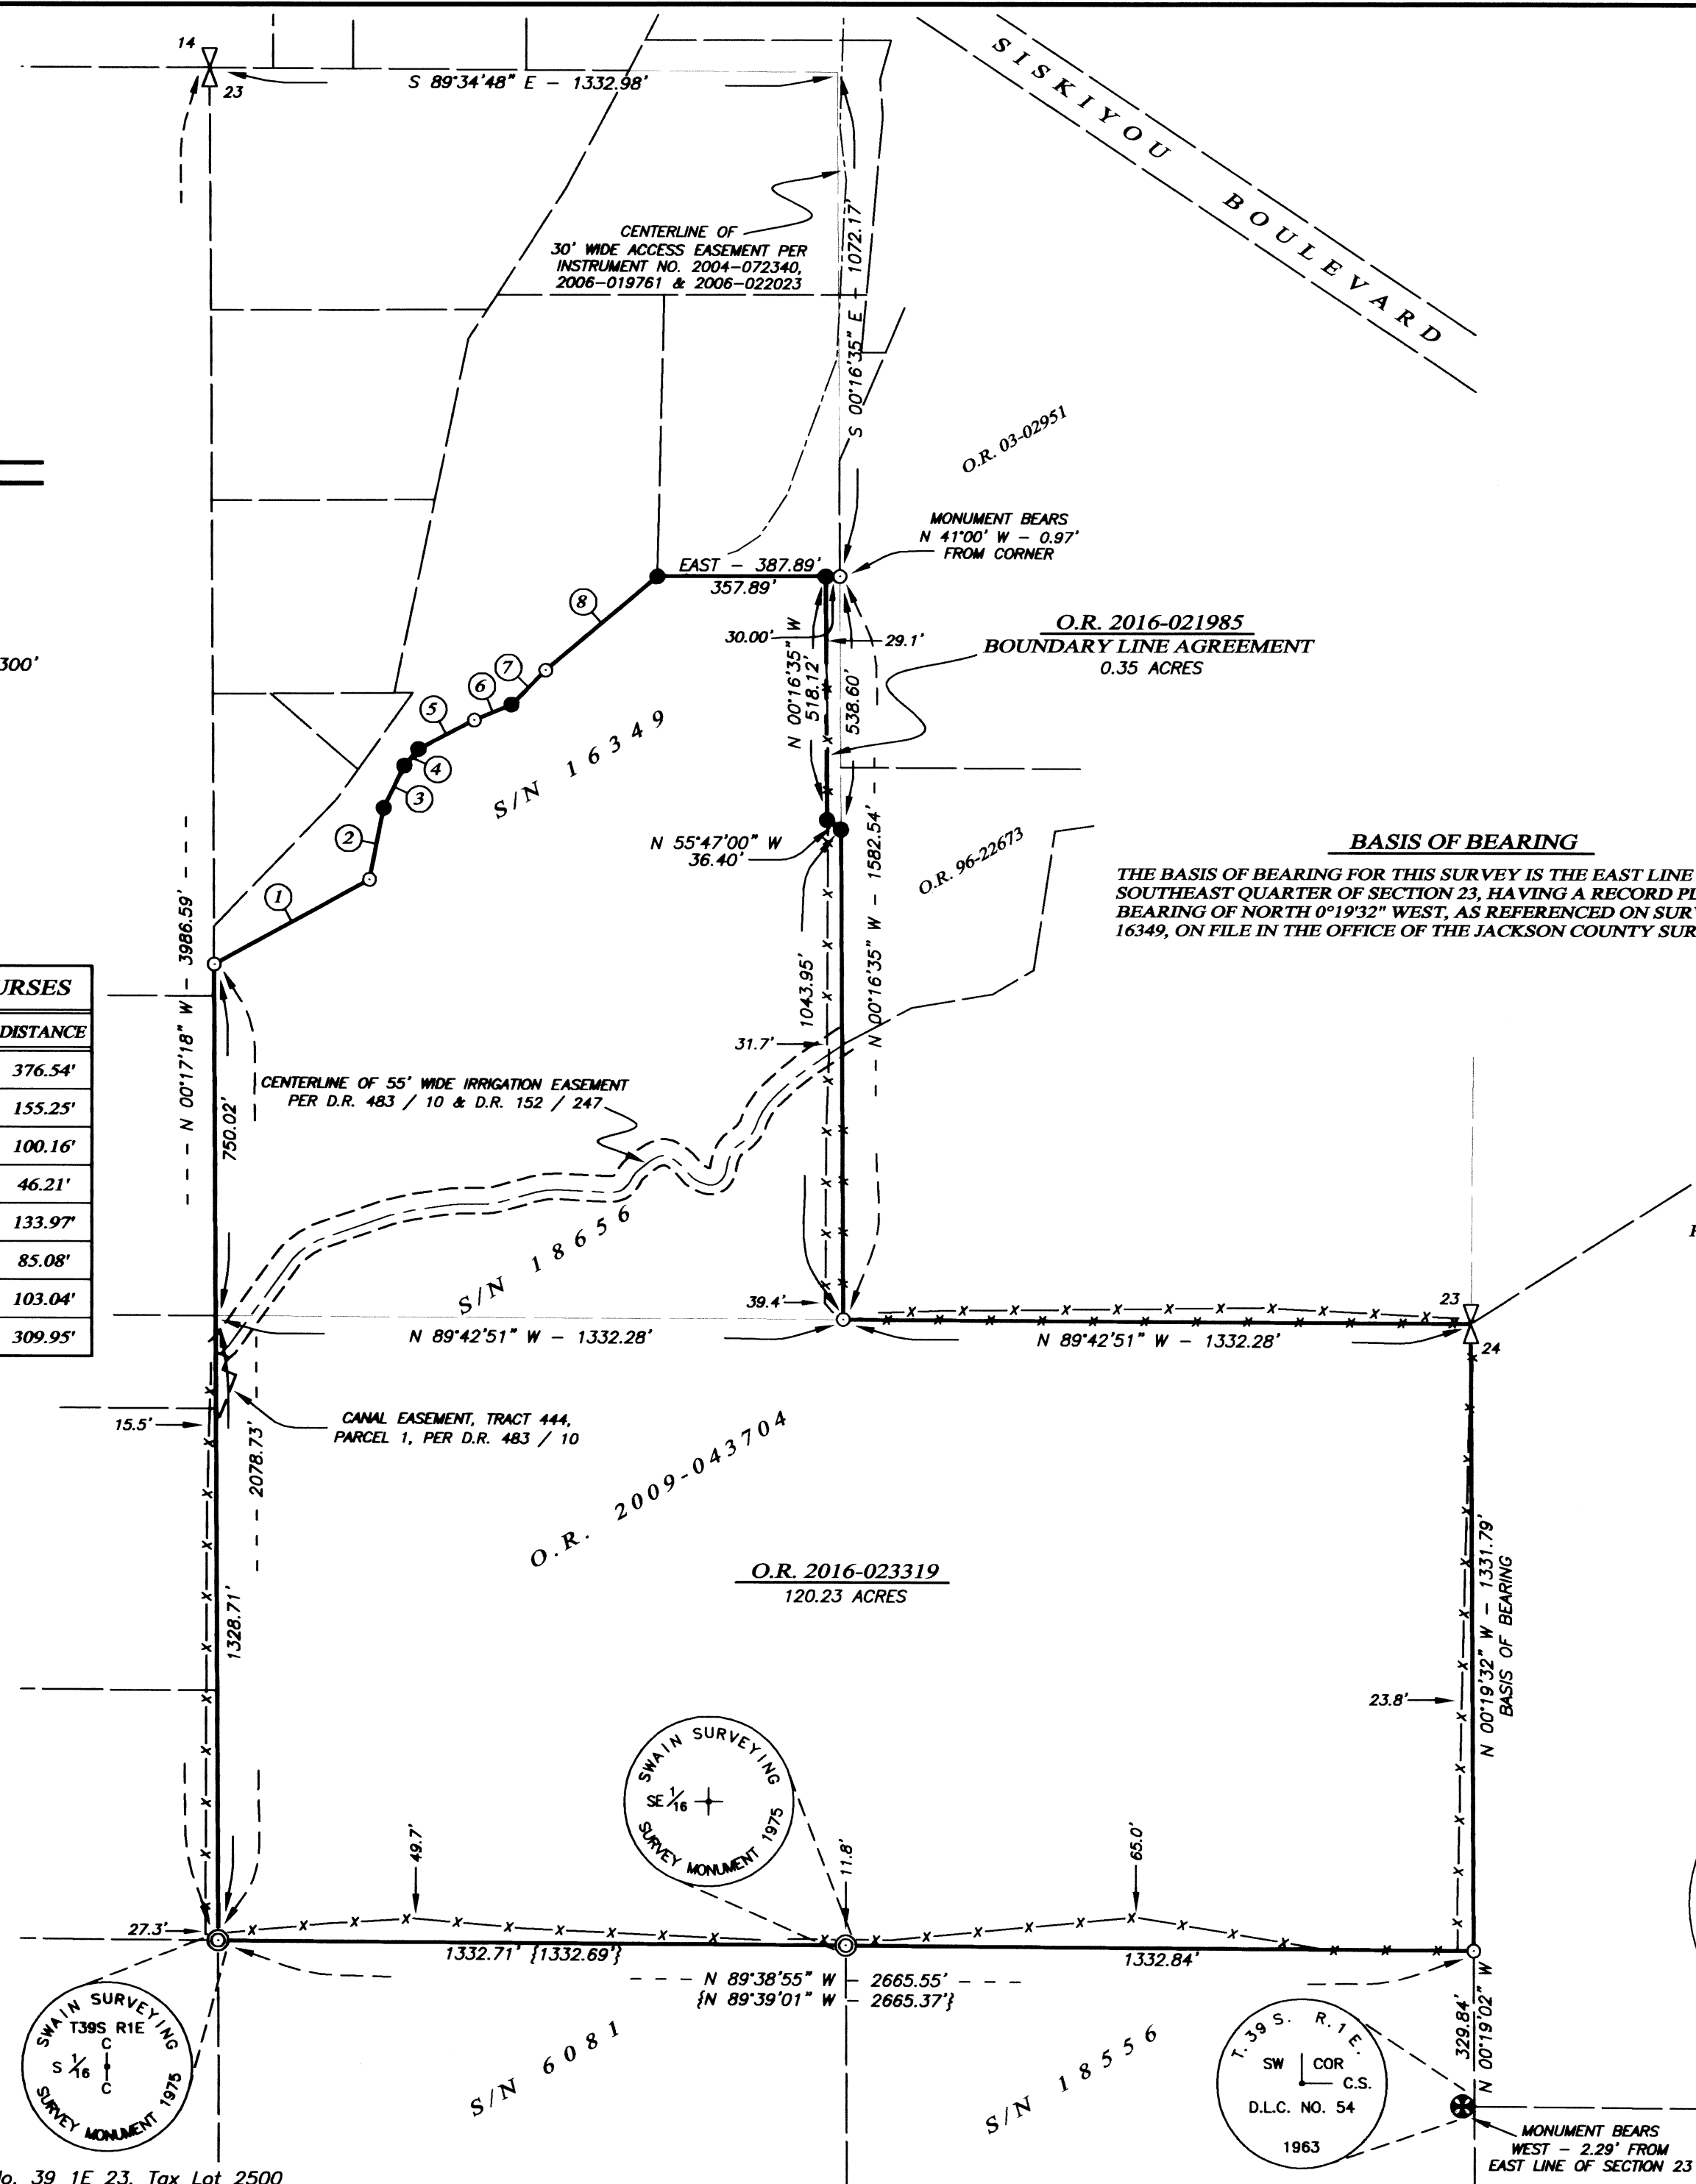 14
23
S 89°34'48" E – 1332.98'
SISKIYOU BOULEVARD
CENTERLINE OF
30' WIDE ACCESS EASEMENT PER
INSTRUMENT NO. 2004–072340,
2006–019761 & 2006–022023
S 00°16'35" E – 1072.17'
O.R. 03-02951
MONUMENT BEARS
N 41°00' W – 0.97'
FROM CORNER
EAST – 387.89'
357.89'
30.00'
29.1'
O.R. 2016-021985
BOUNDARY LINE AGREEMENT
0.35 ACRES
300'
8
7
6
5
4
3
2
1
S/N 16349
N 00°16'35" W
518.12'
538.60'
N 55°47'00" W
36.40'
O.R. 96-22673
BASIS OF BEARING
THE BASIS OF BEARING FOR THIS SURVEY IS THE EAST LINE
SOUTHEAST QUARTER OF SECTION 23, HAVING A RECORD PL
BEARING OF NORTH 0°19'32" WEST, AS REFERENCED ON SURV
16349, ON FILE IN THE OFFICE OF THE JACKSON COUNTY SUR
- - - N 00°17'18" W - 3986.59' - - -
URSES
DISTANCE
376.54'
155.25'
100.16'
46.21'
133.97'
85.08'
103.04'
309.95'
750.02'
1043.95'
- - - N 00°16'35" W – 1582.54' - - -
31.7'
CENTERLINE OF 55' WIDE IRRIGATION EASEMENT
PER D.R. 483 / 10 & D.R. 152 / 247
S/N 18656
39.4'
N 89°42'51" W – 1332.28'
N 89°42'51" W – 1332.28'
23
24
15.5'
CANAL EASEMENT, TRACT 444,
PARCEL 1, PER D.R. 483 / 10
- - - 2078.73' - - -
O.R. 2009-043704
O.R. 2016-023319
120.23 ACRES
1328.71'
N 00°19'32" W – 1331.79'
BASIS OF BEARING
23.8'
SWAIN SURVEYING
SE 1/16
SURVEY MONUMENT 1975
49.7'
11.8'
65.0'
27.3'
1332.71' {1332.69'}
1332.84'
- - - N 89°38'55" W – 2665.55' - - -
{N 89°39'01" W – 2665.37'}
SWAIN SURVEYING
T39S R1E
C
S 1/16
C
SURVEY MONUMENT 1975
S/N 6081
S/N 18556
T. 39 S. R. 1 E.
SW COR
C.S.
D.L.C. NO. 54
1963
329.84'
N 00°19'02" W
MONUMENT BEARS
WEST – 2.29' FROM
EAST LINE OF SECTION 23
No. 39 1E 23, Tax Lot 2500